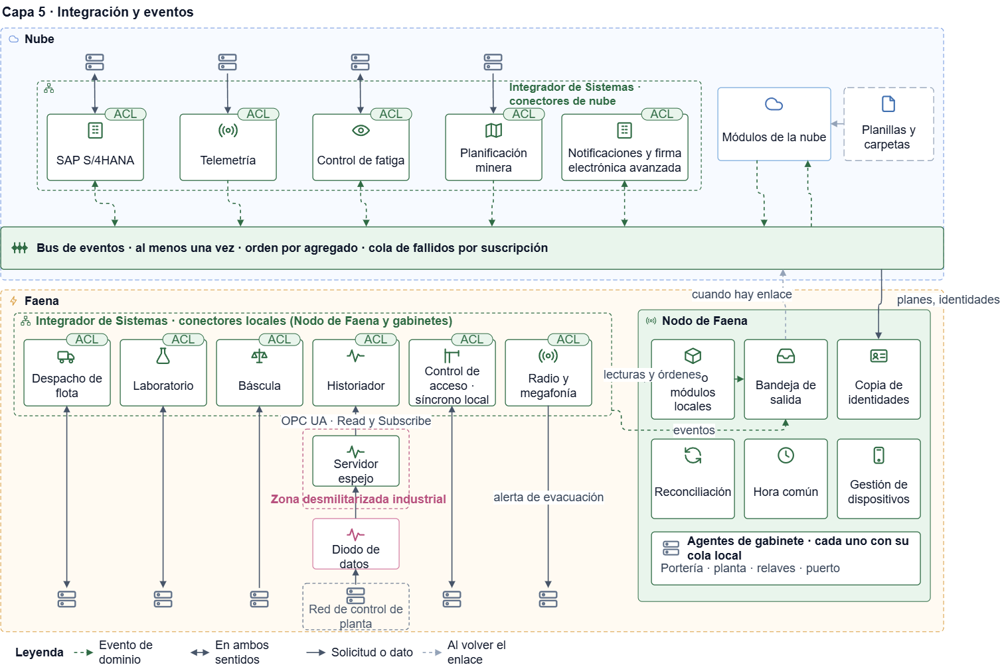 Capa 5 · Integración y eventos
Nube
Integrador de Sistemas ·
conectores de nube
ACL
ACL
ACL
ACL
ACL
SAP S/4HANA
Telemetría
Control de fatiga
Planificación
minera
Notificaciones y firma
electrónica avanzada
Módulos de la nube
Planillas y
carpetas
Bus de eventos · al menos una vez · orden por agregado · cola de fallidos por suscripción
cuando hay enlace
planes, identidades
Faena
Integrador de Sistemas · conectores locales (Nodo de Faena y gabinetes)
ACL
ACL
ACL
ACL
ACL
ACL
Despacho de
flota
Laboratorio
Báscula
Historiador
Control de
acceso ·
síncrono local
Radio y
megafonía
Nodo de Faena
lecturas y órdenes
módulos
locales
Bandeja de
salida
Copia de
identidades
eventos
OPC UA · Read y Subscribe
Servidor
espejo
Zona desmilitarizada industrial
Diodo de
datos
Red de control de
planta
alerta de evacuación
Reconciliación
Hora común
Gestión de
dispositivos
Agentes de gabinete · cada uno con su
cola local
Portería · planta · relaves · puerto
Leyenda
Evento de
dominio
En ambos
sentidos
Solicitud o dato
Al volver el
enlace